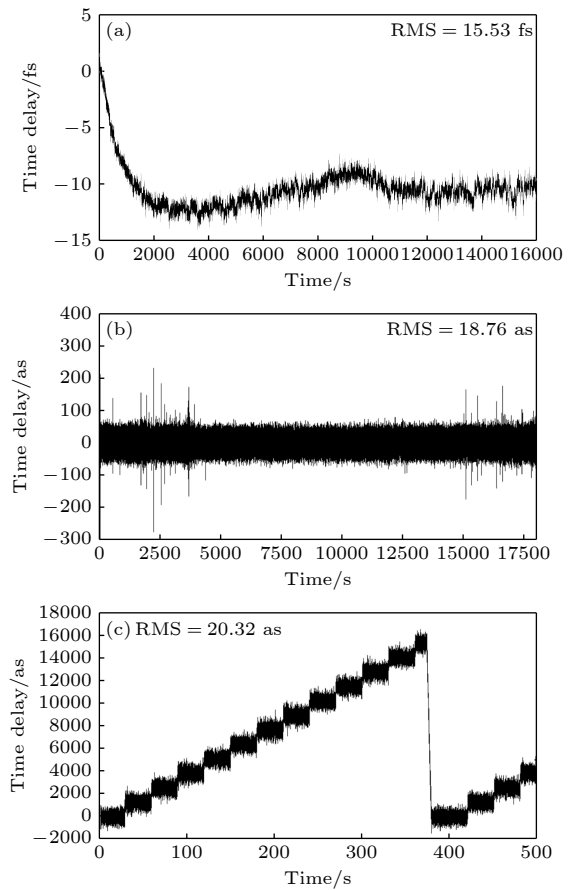 5
(a)
RMS = 15.53 fs
0
−5
−10
−15
Time delay/fs
0 2000 4000 6000 8000 10000 12000 14000 16000
Time/s
400
(b)
RMS = 18.76 as
300
200
100
0
−100
−200
−300
Time delay/as
0 2500 5000 7500 10000 12500 15000 17500
Time/s
18000
(c) RMS = 20.32 as
16000
14000
12000
10000
8000
6000
4000
2000
0
−2000
Time delay/as
0 100 200 300 400 500
Time/s